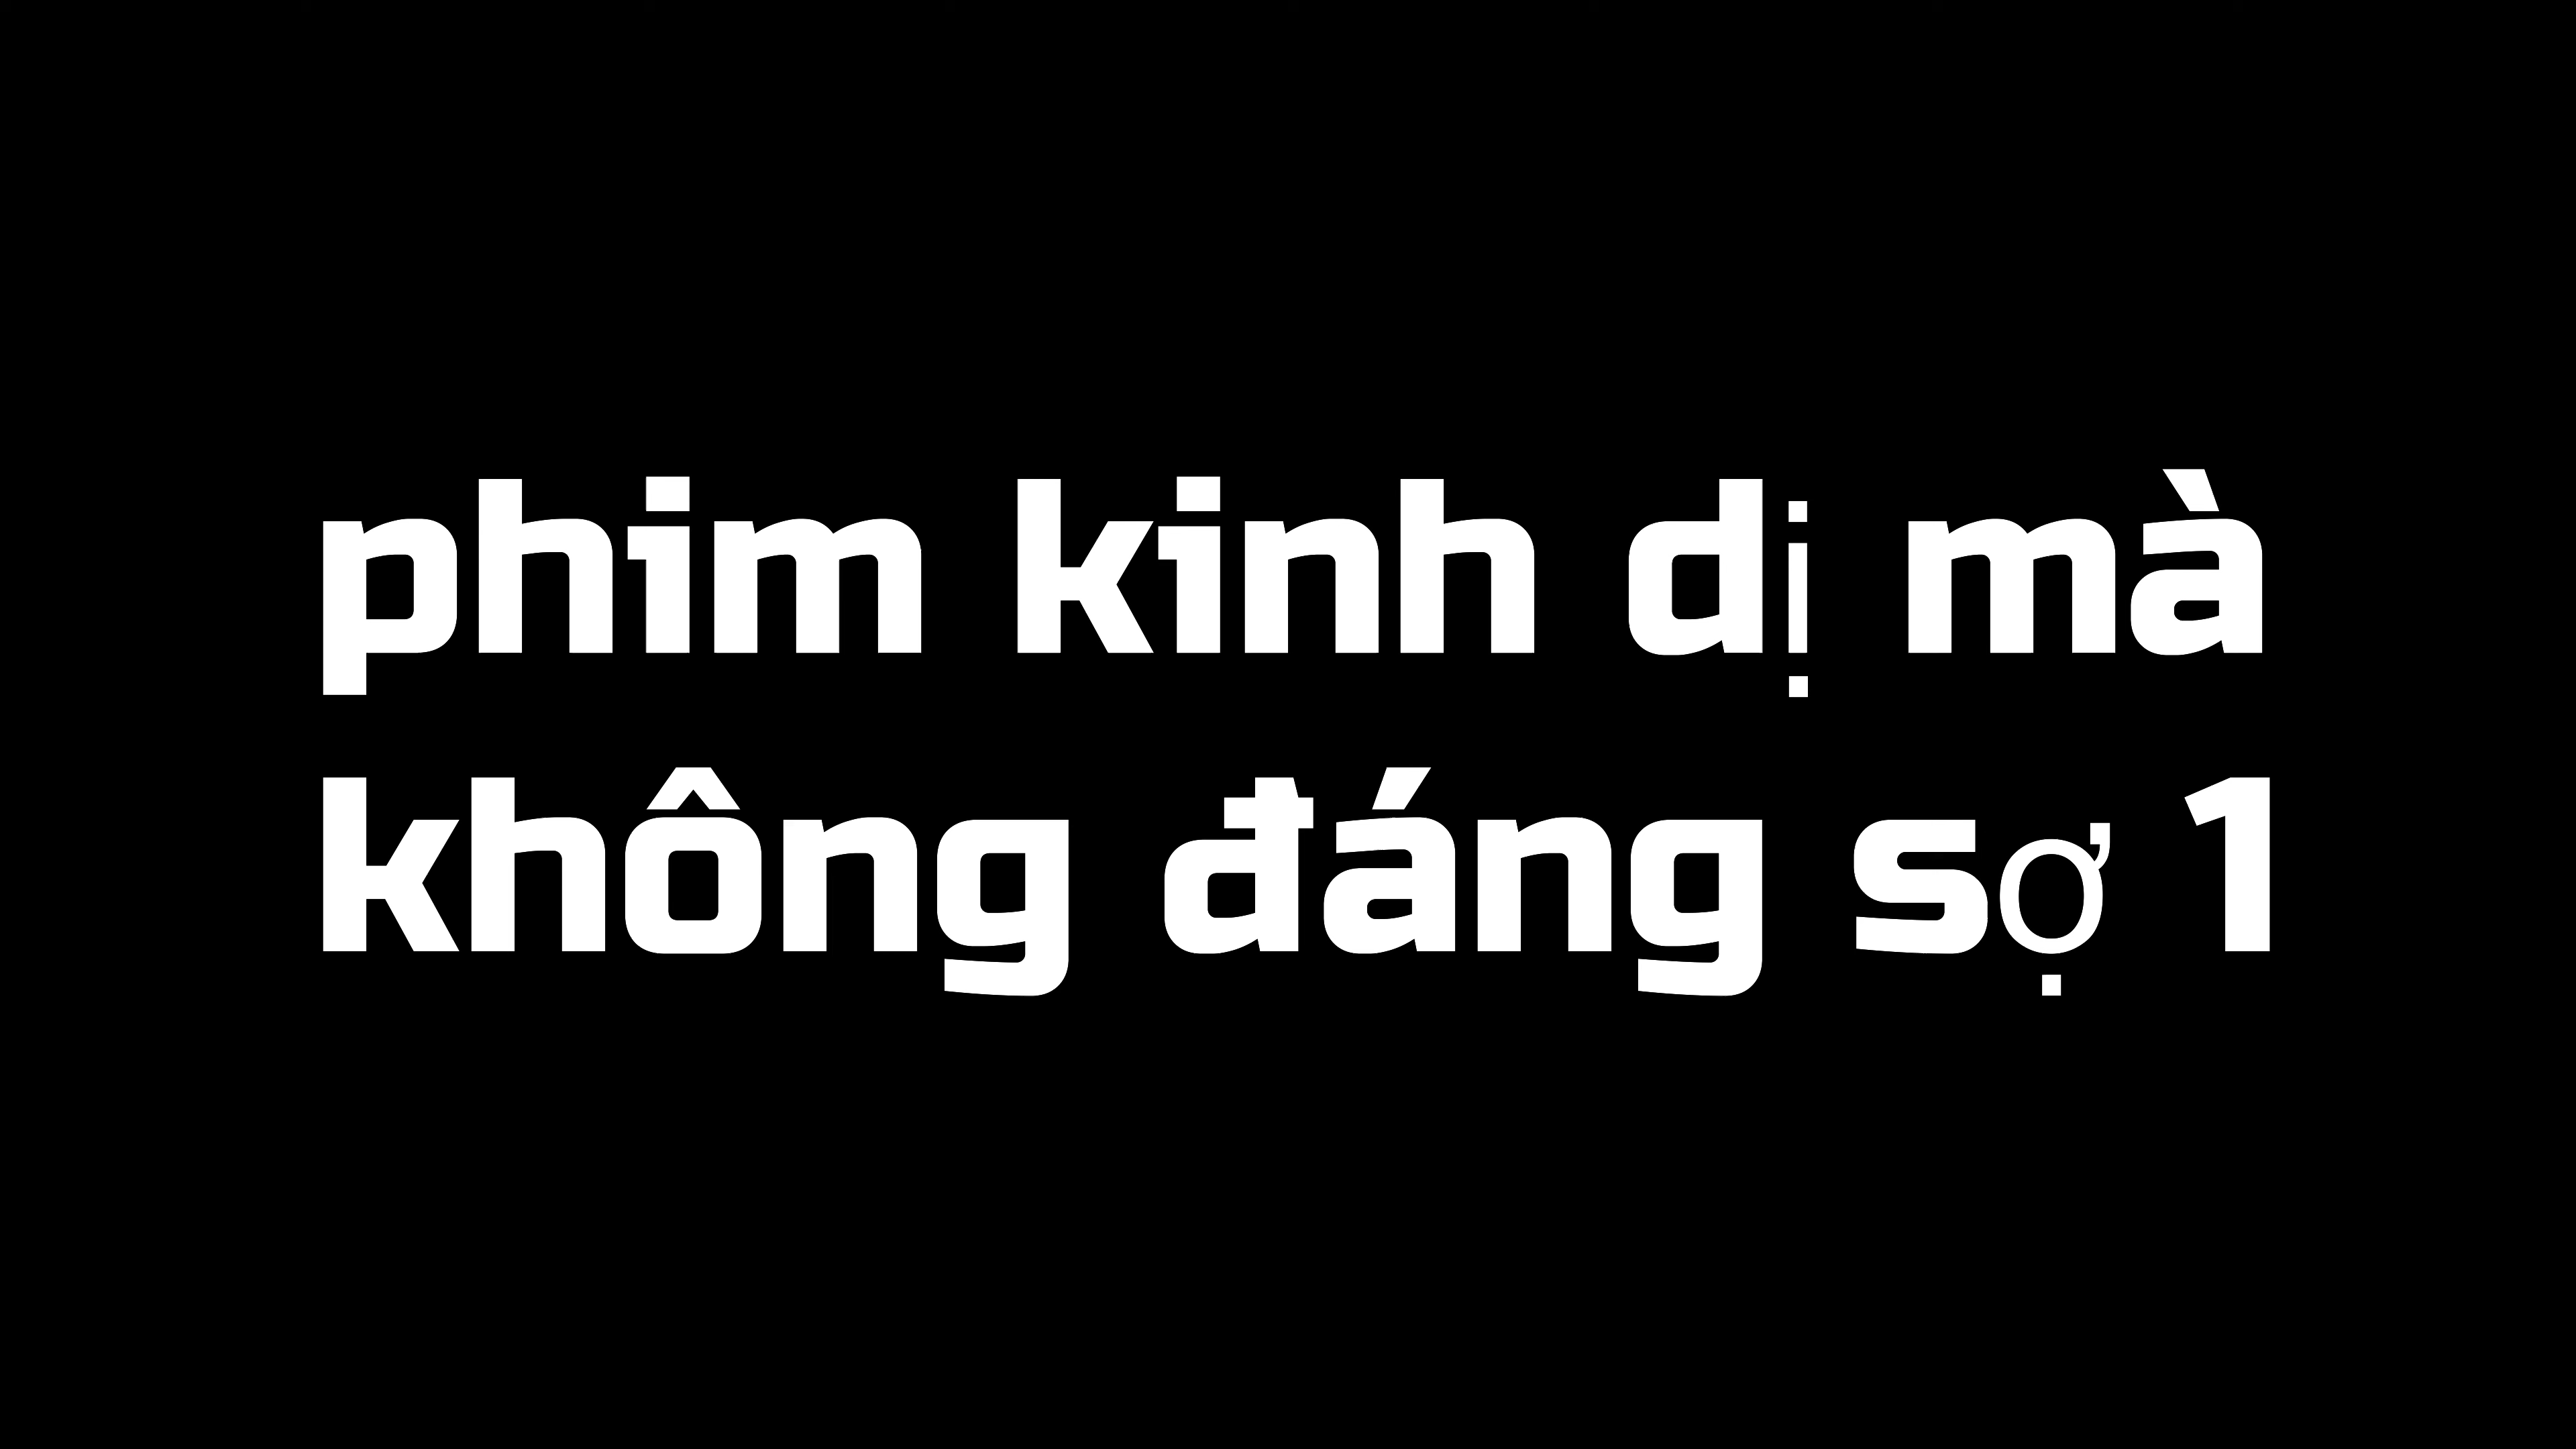 phim kinh dị mà
không đáng sợ 1